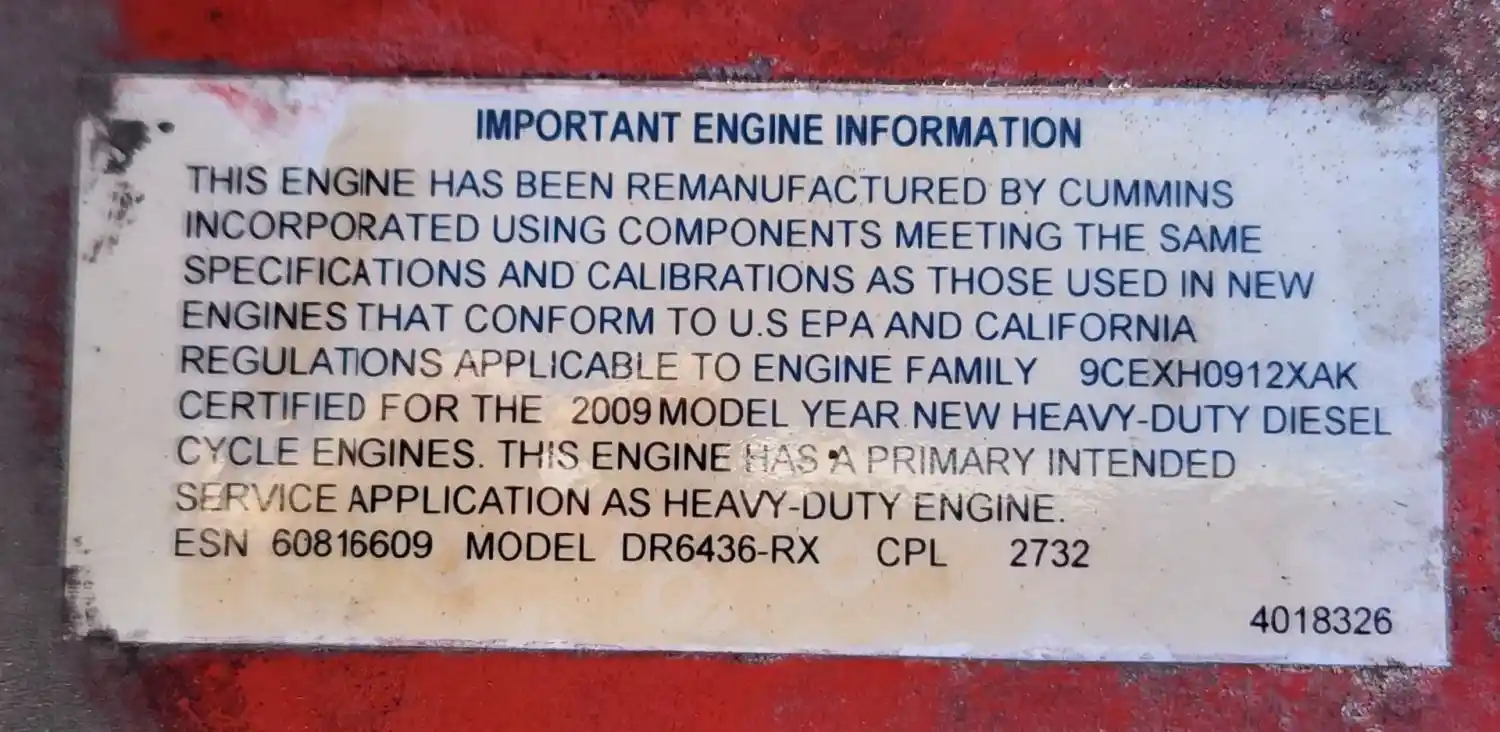 IMPORTANT ENGINE INFORMATION
THIS ENGINE HAS BEEN REMANUFACTURED BY CUMMINS
INCORPORATED USING COMPONENTS MEETING THE SAME
SPECIFICATIONS AND CALIBRATIONS AS THOSE USED IN NEW
ENGINES THAT CONFORM TO U.S EPA AND CALIFORNIA
REGULATIONS APPLICABLE TO ENGINE FAMILY 9CEXH0912XAK
CERTIFIED FOR THE 2009 MODEL YEAR NEW HEAVY-DUTY DIESEL
CYCLE ENGINES. THIS ENGINE HAS A PRIMARY INTENDED
SERVICE APPLICATION AS HEAVY-DUTY ENGINE.
ESN 60816609 MODEL DR6436-RX CPL 2732
4018326